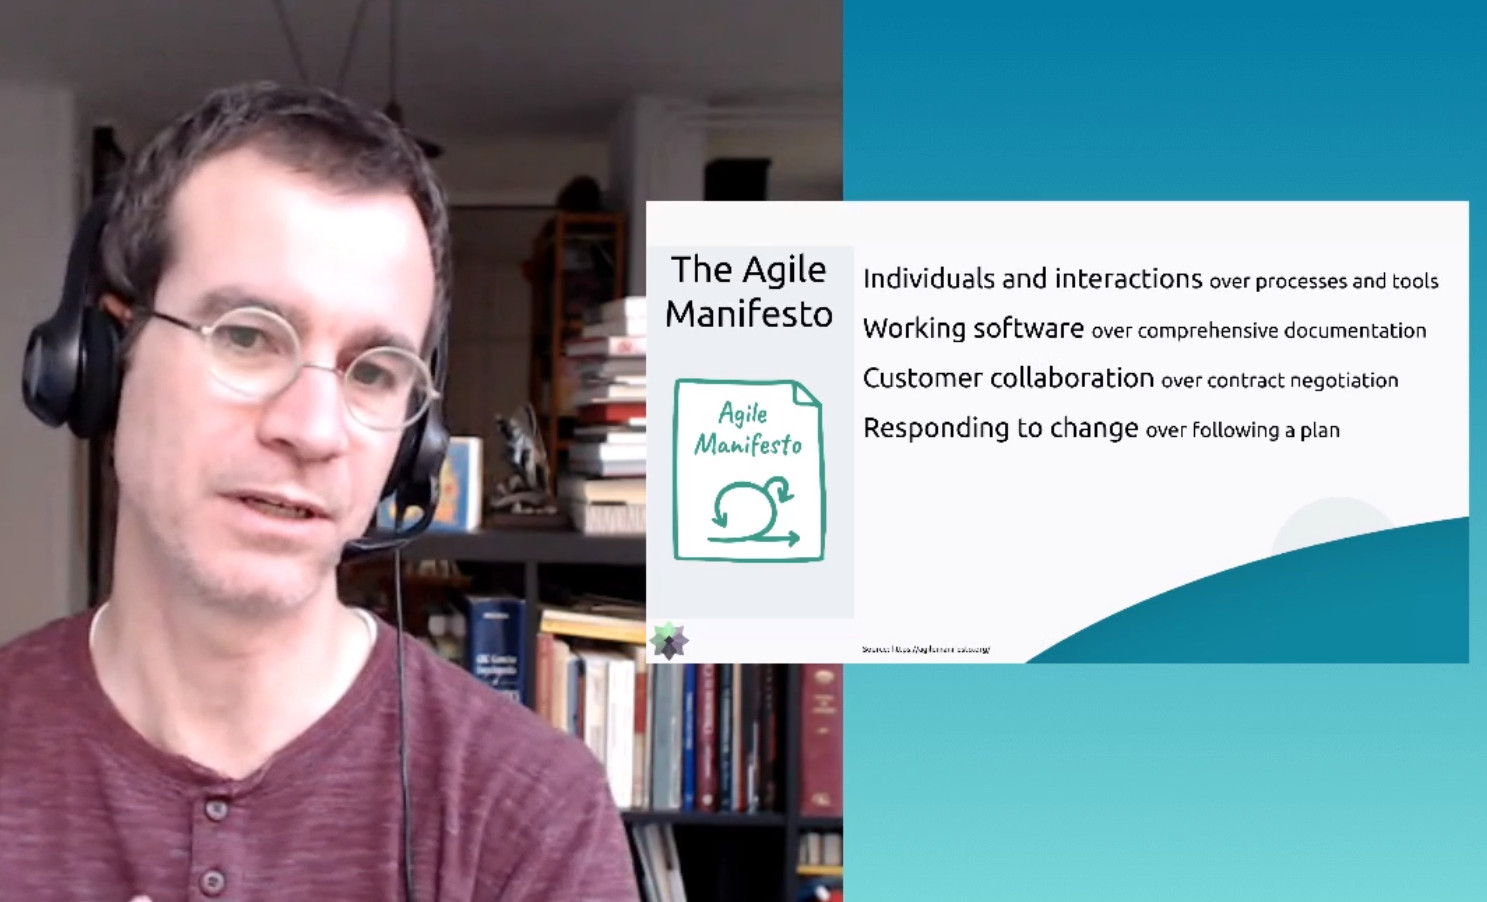 The Agile
Manifesto
Agile
Manifesto
Individuals and interactions over processes and tools
Working software over comprehensive documentation
Customer collaboration over contract negotiation
Responding to change over following a plan
Source: https://agilemanifesto.org/